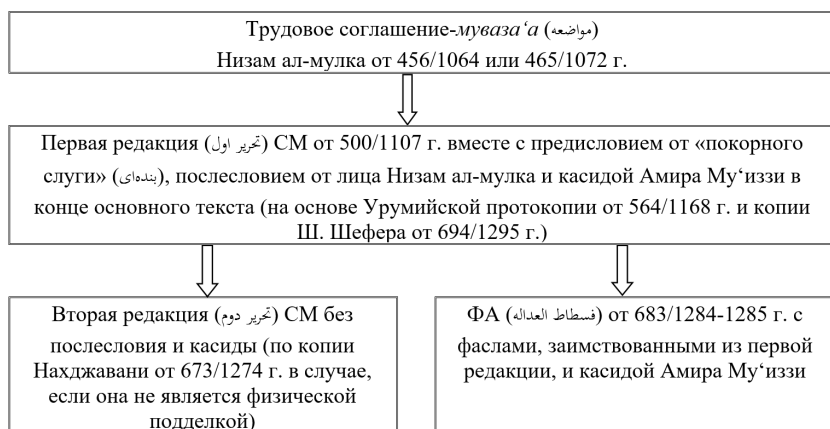 Трудовое соглашение-муваза‘а (مواضعه)
Низам ал-мулка от 456/1064 или 465/1072 г.
Первая редакция (تحریر اول) СМ от 500/1107 г. вместе с предисловием от «покорного
слуги» (بنده‌ای), послесловием от лица Низам ал-мулка и касидой Амира Му‘иззи в
конце основного текста (на основе Урумийской протокопии от 564/1168 г. и копии
Ш. Шефера от 694/1295 г.)
Вторая редакция (تحریر دوم) СМ без
послесловия и касиды (по копии
Нахджавани от 673/1274 г. в случае,
если она не является физической
подделкой)
ФА (فسطاط العداله) от 683/1284-1285 г. с
фаслами, заимствованными из первой
редакции, и касидой Амира Му‘иззи